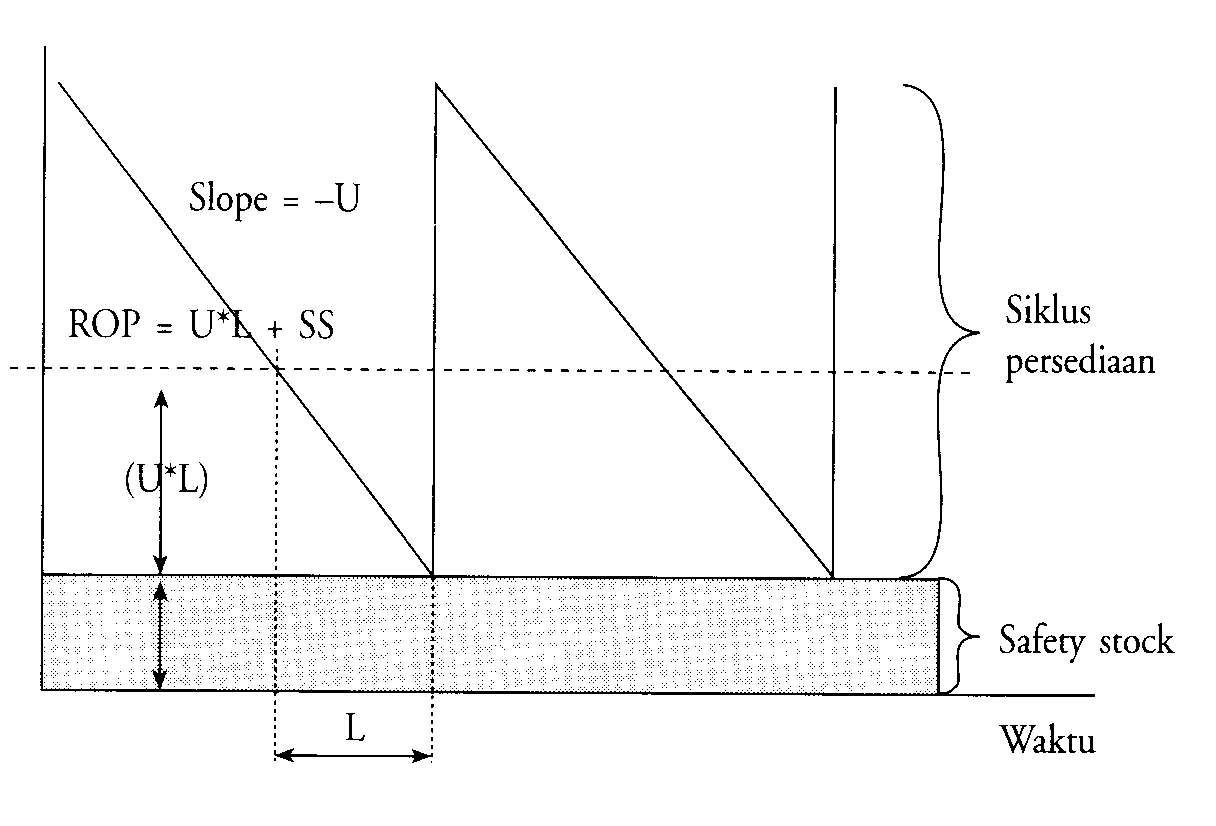 Slope = –U
ROP = U*L + SS
Siklus
persediaan
(U*L)
Safety stock
L
Waktu